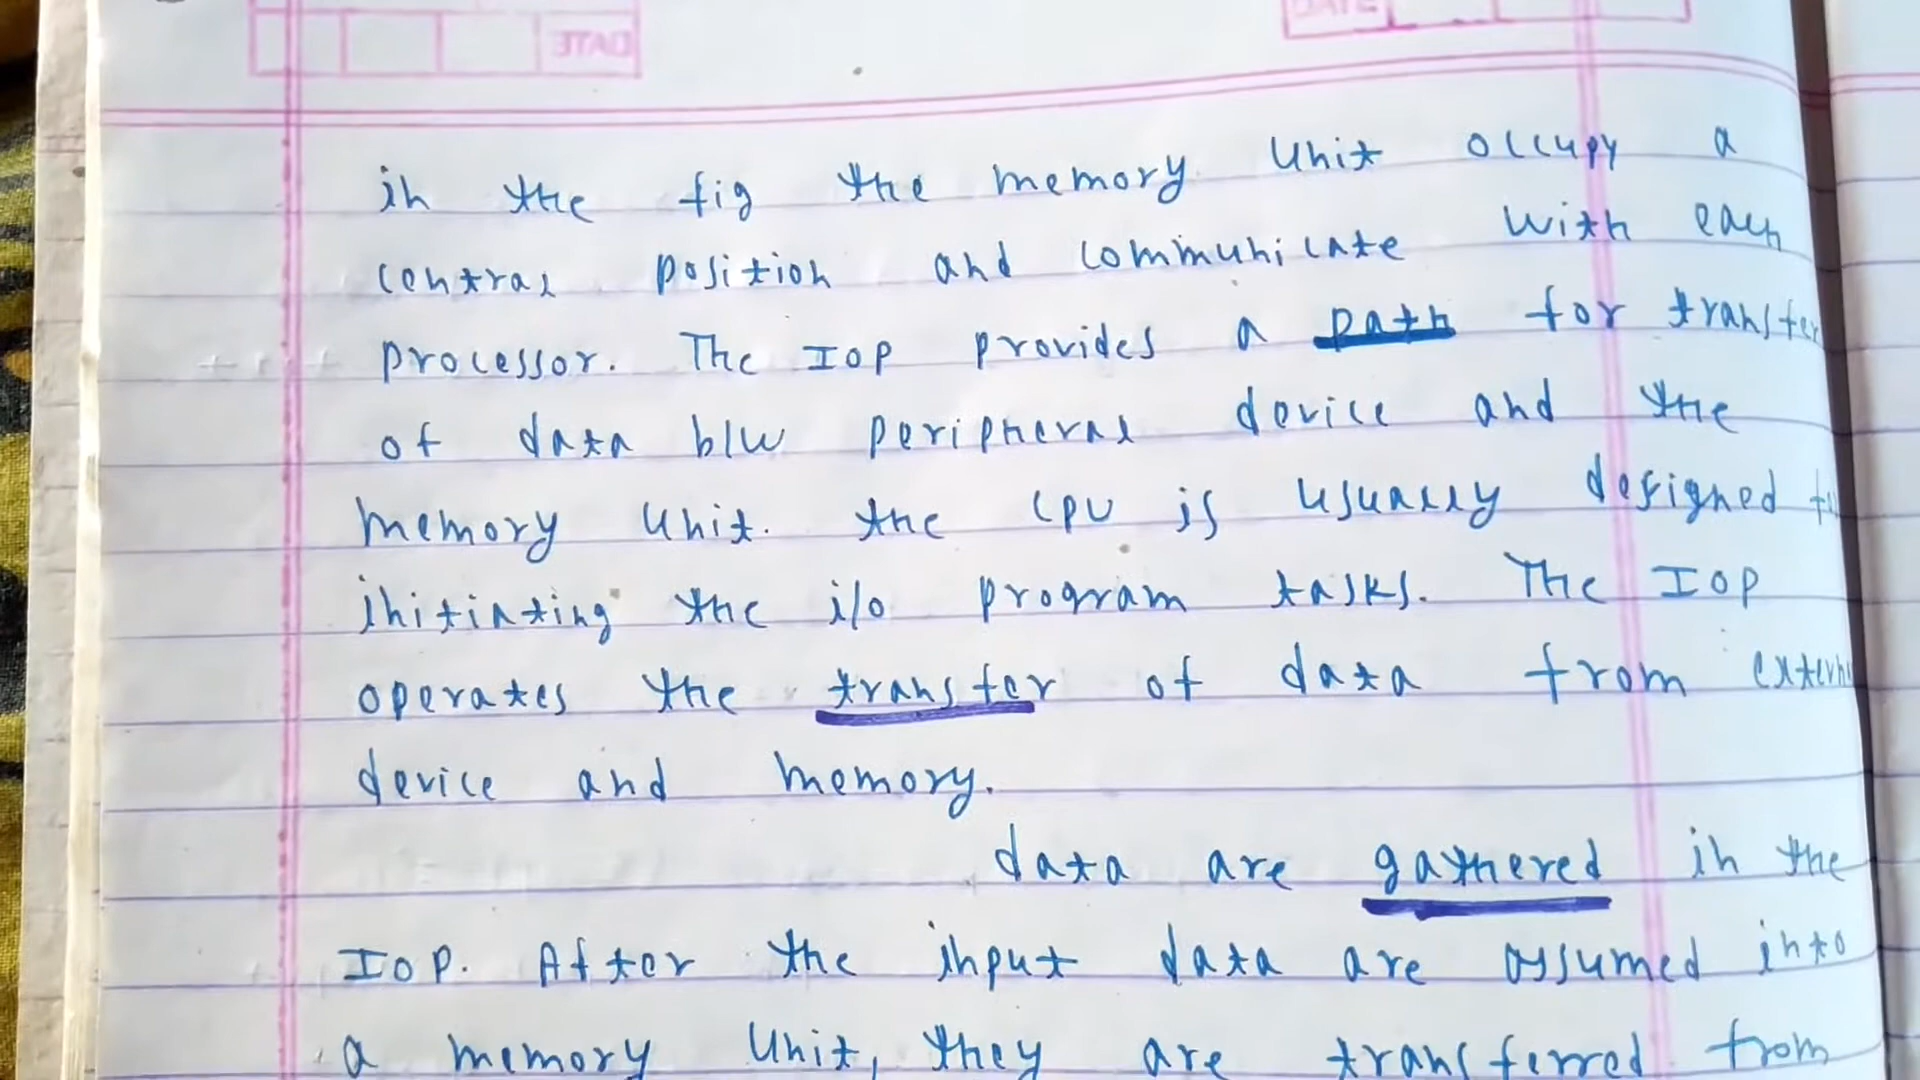 DATE
DATE
in the fig the memory Unit occupy a
central position and communicate with each
processor. The IOP provides a path for transfer
of data b/w peripheral device and the
memory unit. the CPU is usually designed
initiating the i/o program tasks. The IOP
operates the transfer of data from
device and memory.
data are gathered in the
IOP. After the input data are assumed into
a memory Unit, they are transferred from